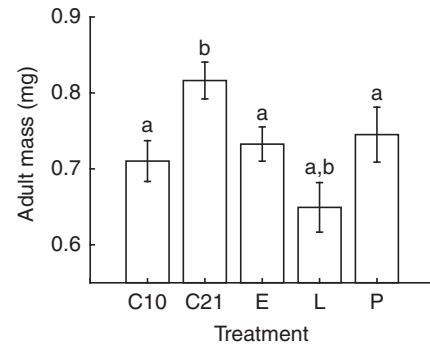 Adult mass (mg)
0.9
0.8
0.7
0.6
a
b
a
a,b
a
C10 C21 E L P
Treatment